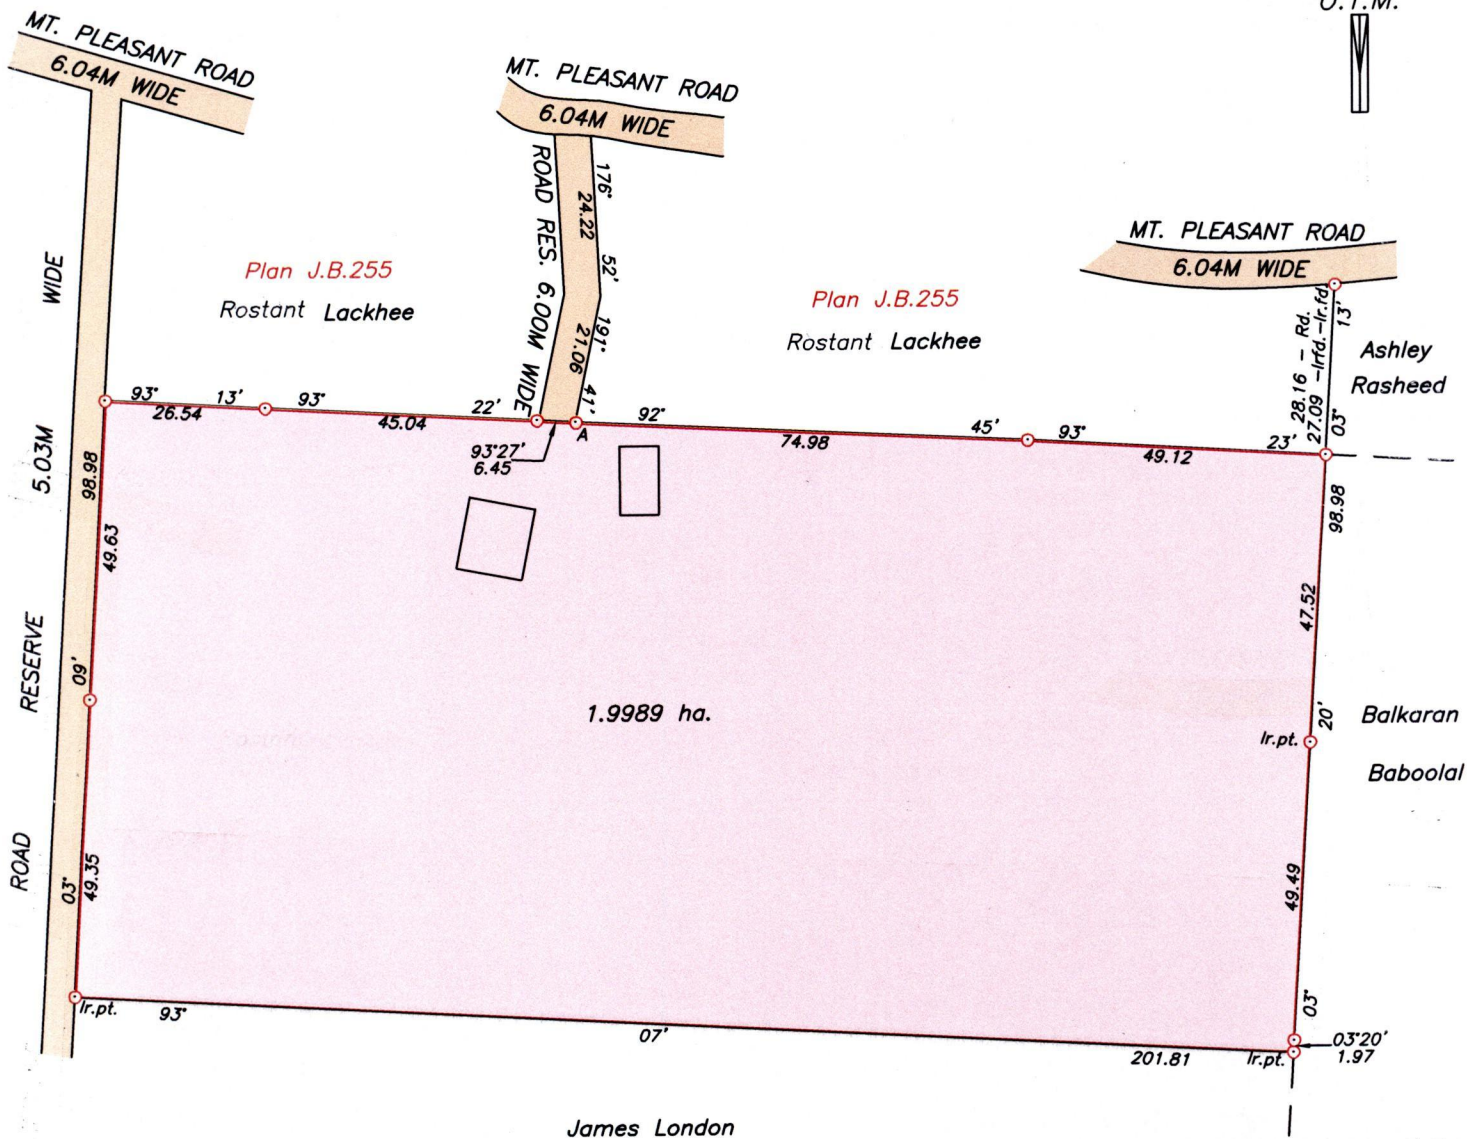 U.T.M.
MT. PLEASANT ROAD
6.04M WIDE
MT. PLEASANT ROAD
6.04M WIDE
MT. PLEASANT ROAD
6.04M WIDE
ROAD RES. 6.00M WIDE
176° 52'
24.22
191° 41'
21.06
Plan J.B.255
Rostant Lackhee
Plan J.B.255
Rostant Lackhee
28.16 – Rd.
27.09 –Irfd.–Ir.fd.
03° 13'
Ashley
Rasheed
93° 13'
26.54
93° 22'
45.04
93°27'
6.45
A
92° 45'
74.98
93° 23'
49.12
ROAD RESERVE 5.03M WIDE
98.98
49.63
03° 09'
49.35
98.98
47.52
03° 20'
49.49
Ir.pt.
1.9989 ha.
Balkaran
Baboolal
Ir.pt.
93° 07'
201.81
Ir.pt.
03°20'
1.97
James London